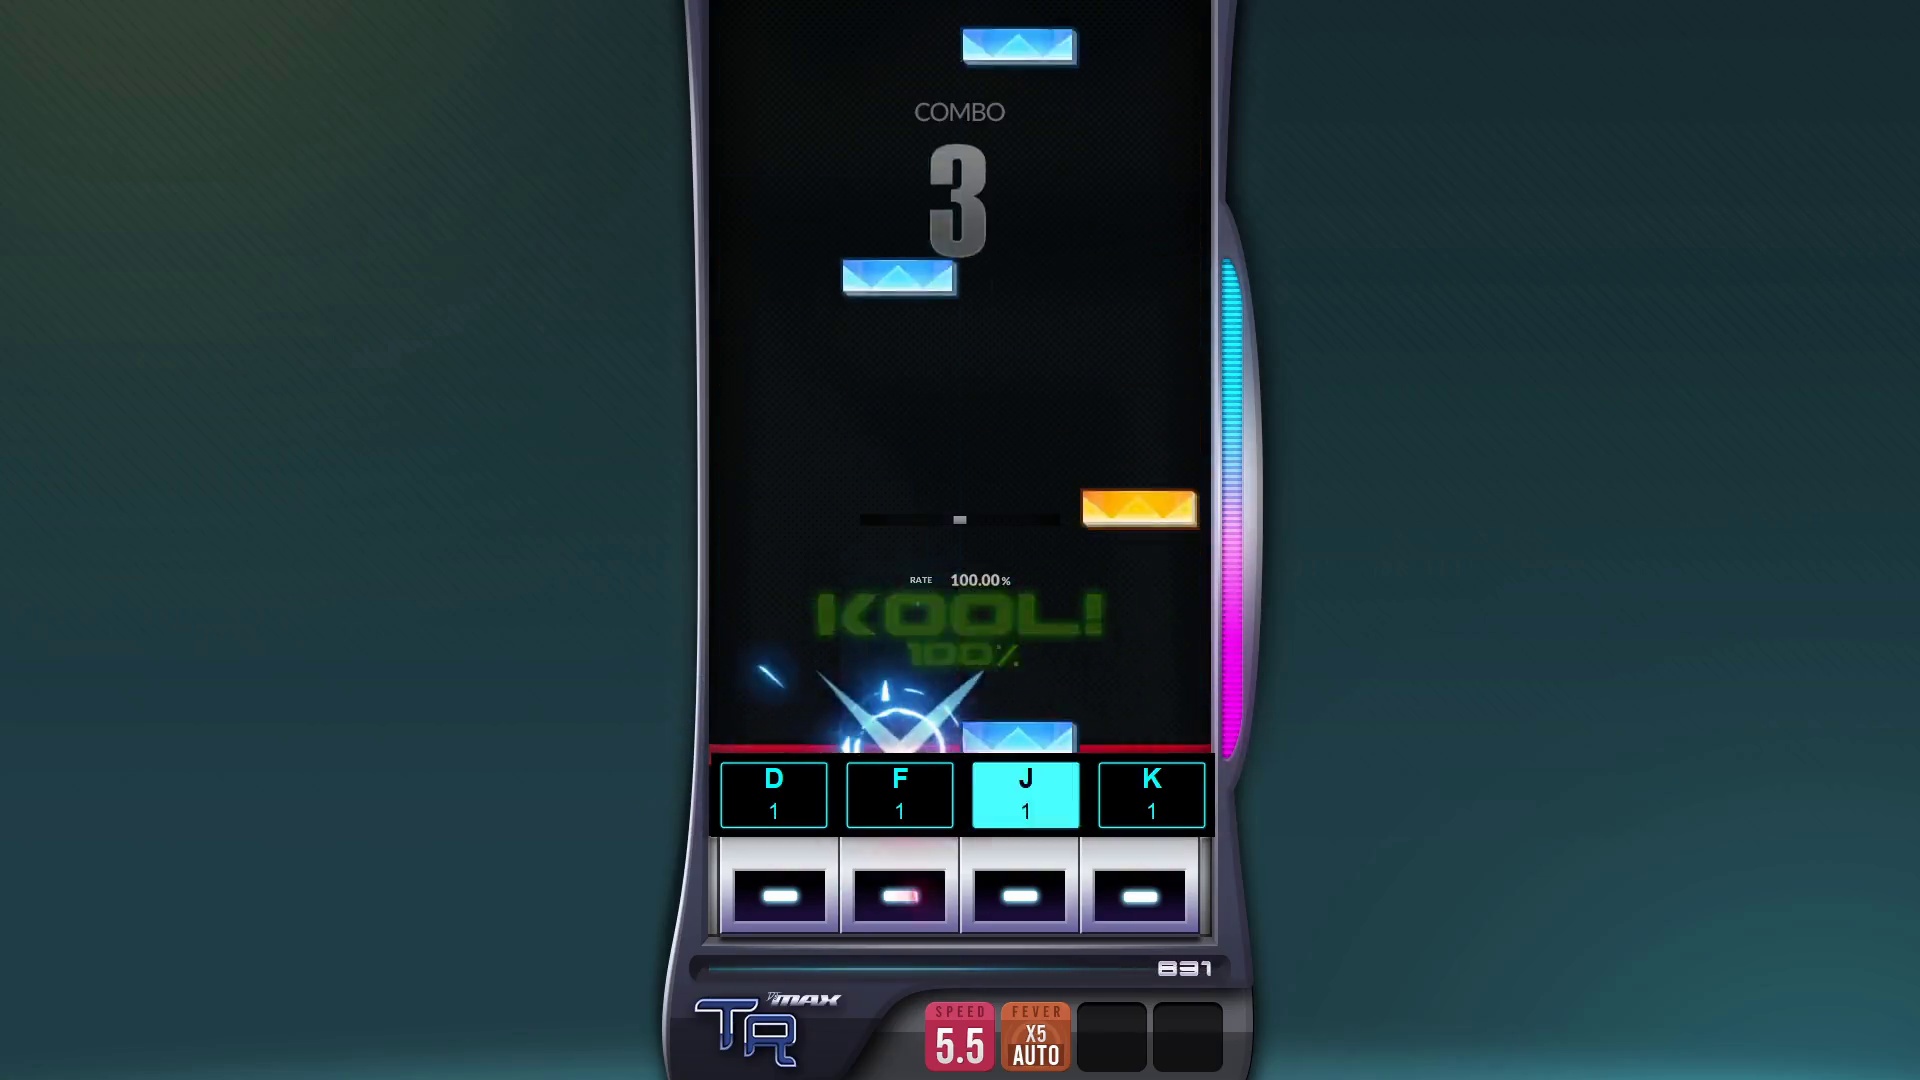 COMBO
3
RATE 100.00%
KOOL!
100%
D F J K
1 1 1 1
831
MAX
TR
SPEED
5.5
FEVER
X5
AUTO